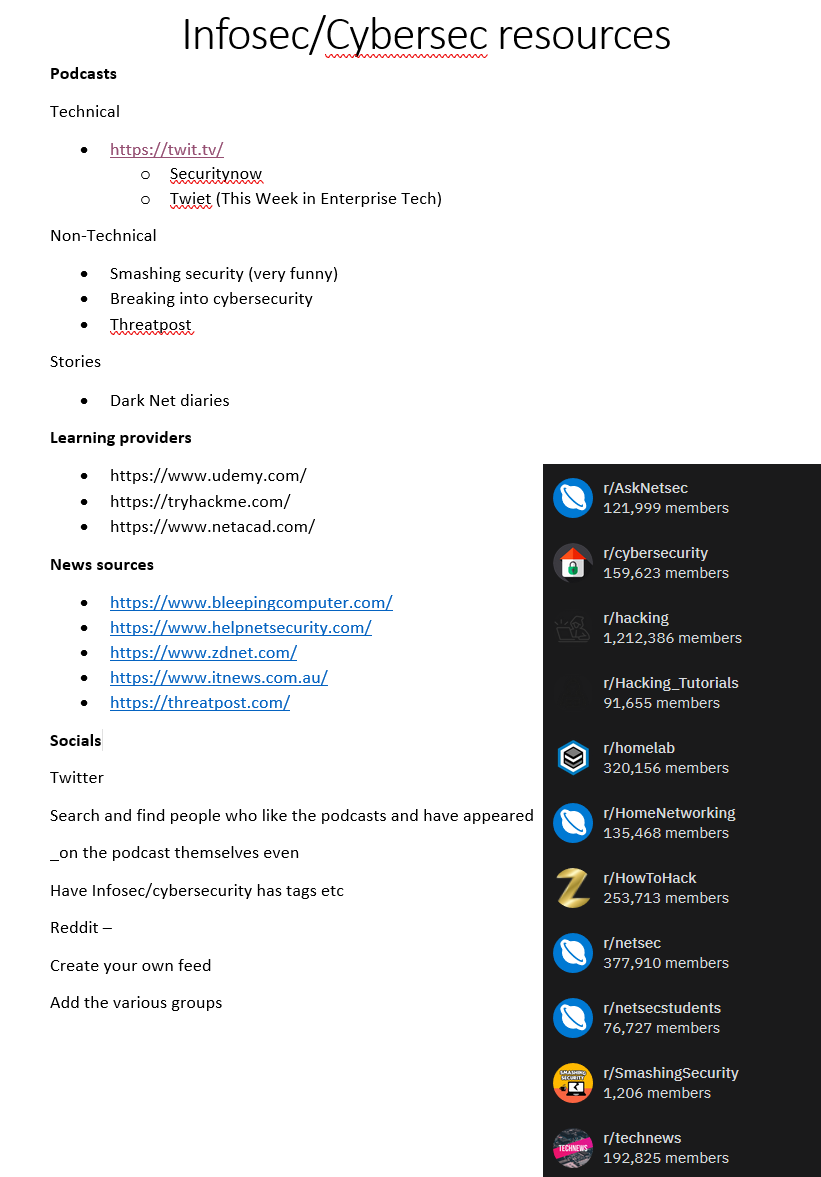 Infosec/Cybersec resources
Podcasts
Technical
• https://twit.tv/
o Securitynow
o Twiet (This Week in Enterprise Tech)
Non-Technical
• Smashing security (very funny)
• Breaking into cybersecurity
• Threatpost
Stories
• Dark Net diaries
Learning providers
• https://www.udemy.com/
• https://tryhackme.com/
• https://www.netacad.com/
News sources
• https://www.bleepingcomputer.com/
• https://www.helpnetsecurity.com/
• https://www.zdnet.com/
• https://www.itnews.com.au/
• https://threatpost.com/
Socials
Twitter
Search and find people who like the podcasts and have appeared
_on the podcast themselves even
Have Infosec/cybersecurity has tags etc
Reddit –
Create your own feed
Add the various groups
r/AskNetsec
121,999 members
r/cybersecurity
159,623 members
r/hacking
1,212,386 members
r/Hacking_Tutorials
91,655 members
r/homelab
320,156 members
r/HomeNetworking
135,468 members
r/HowToHack
253,713 members
r/netsec
377,910 members
r/netsecstudents
76,727 members
SMASHING
SECURITY
r/SmashingSecurity
1,206 members
TECHNEWS
r/technews
192,825 members